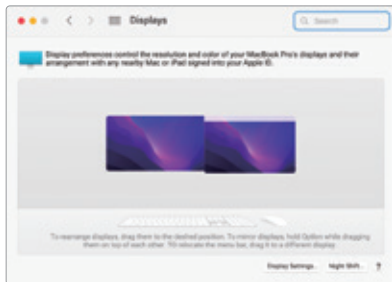 Displays
Search
Display preferences control the resolution and color of your MacBook Pro's displays and their
arrangement with any nearby Mac or iPad signed into your Apple ID.
To rearrange displays, drag them to the desired position. To mirror displays, hold Option while dragging
them on top of each other. TO relocate the menu bar, drag it to a different display.
Display Settings... Night Shift... ?